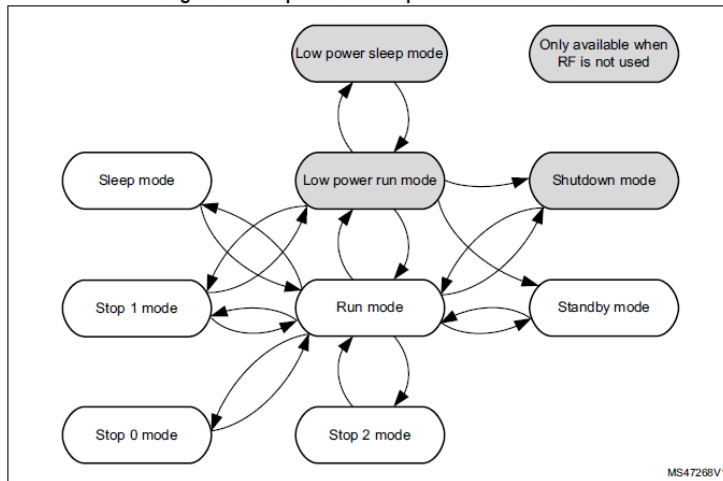 Low power sleep mode
Only available when
RF is not used
Sleep mode
Low power run mode
Shutdown mode
Stop 1 mode
Run mode
Standby mode
Stop 0 mode
Stop 2 mode